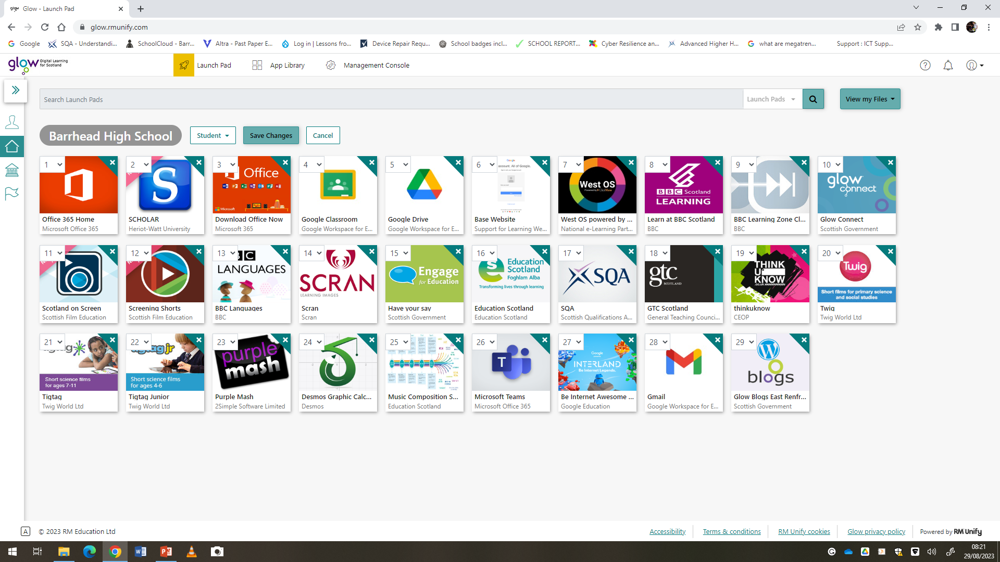 Glow - Launch Pad
glow.rmunify.com
Google
SQA - Understandi...
SchoolCloud - Barr...
Altra - Past Paper E...
Log in | Lessons fro...
Device Repair Requ...
School badges incl...
SCHOOL REPORT...
Cyber Resilience an...
Advanced Higher H...
what are megatren...
Support : ICT Supp...
glow Digital Learning
for Scotland
Launch Pad
App Library
Management Console
Search Launch Pads
Launch Pads
View my Files
Barrhead High School
Student
Save Changes
Cancel
1
Office 365 Home
Microsoft Office 365
2
S
SCHOLAR
Heriot-Watt University
3
Office
Microsoft
Download Office Now
Microsoft 365
4
Google Classroom
Google Workspace for E...
5
Google Drive
Google Workspace for E...
6
Google
account. All of Google.
Base Website
Support for Learning We...
7
West OS
Powered by ClickView
West OS powered by ...
National e-Learning Part...
8
BBC Scotland
LEARNING
Learn at BBC Scotland
BBC
9
BBC Learning Zone Cl...
BBC
10
glow
connect
Glow Connect
Scottish Government
11
Scotland on Screen
Scottish Film Education
12
Screening Shorts
Scottish Film Education
13
LANGUAGES
BBC Languages
BBC
14
SCRAN
LEARNING IMAGES
Scran
Scran
15
Engage
for Education
Have your say
Scottish Government
16
Education
Scotland
Foghlam Alba
Transforming lives through learning
Education Scotland
Education Scotland
17
SQA
SQA
Scottish Qualifications A...
18
gtc
SCOTLAND
GTC Scotland
General Teaching Counci...
19
THINK
U
KNOW
.co.uk
thinkuknow
CEOP
20
Twig
Short films for primary science
and social studies
Twig
Twig World Ltd
21
Short science films
for ages 7-11
Tigtag
Twig World Ltd
22
tigtag jr
Short science films
for ages 4-6
Tigtag Junior
Twig World Ltd
23
purple
mash
Purple Mash
2Simple Software Limited
24
Desmos Graphic Calc...
Desmos
25
Music Composition S...
Education Scotland
26
T
Microsoft Teams
Microsoft Office 365
27
Google
INTERLAND
Be Internet Legends.
Be Internet Awesome ...
Google Education
28
Gmail
Google Workspace for E...
29
blogs
Glow Blogs East Renfr...
Scottish Government
A
© 2023 RM Education Ltd
Accessibility
Terms & conditions
RM Unify cookies
Glow privacy policy
Powered by RM Unify
08:21
29/08/2023